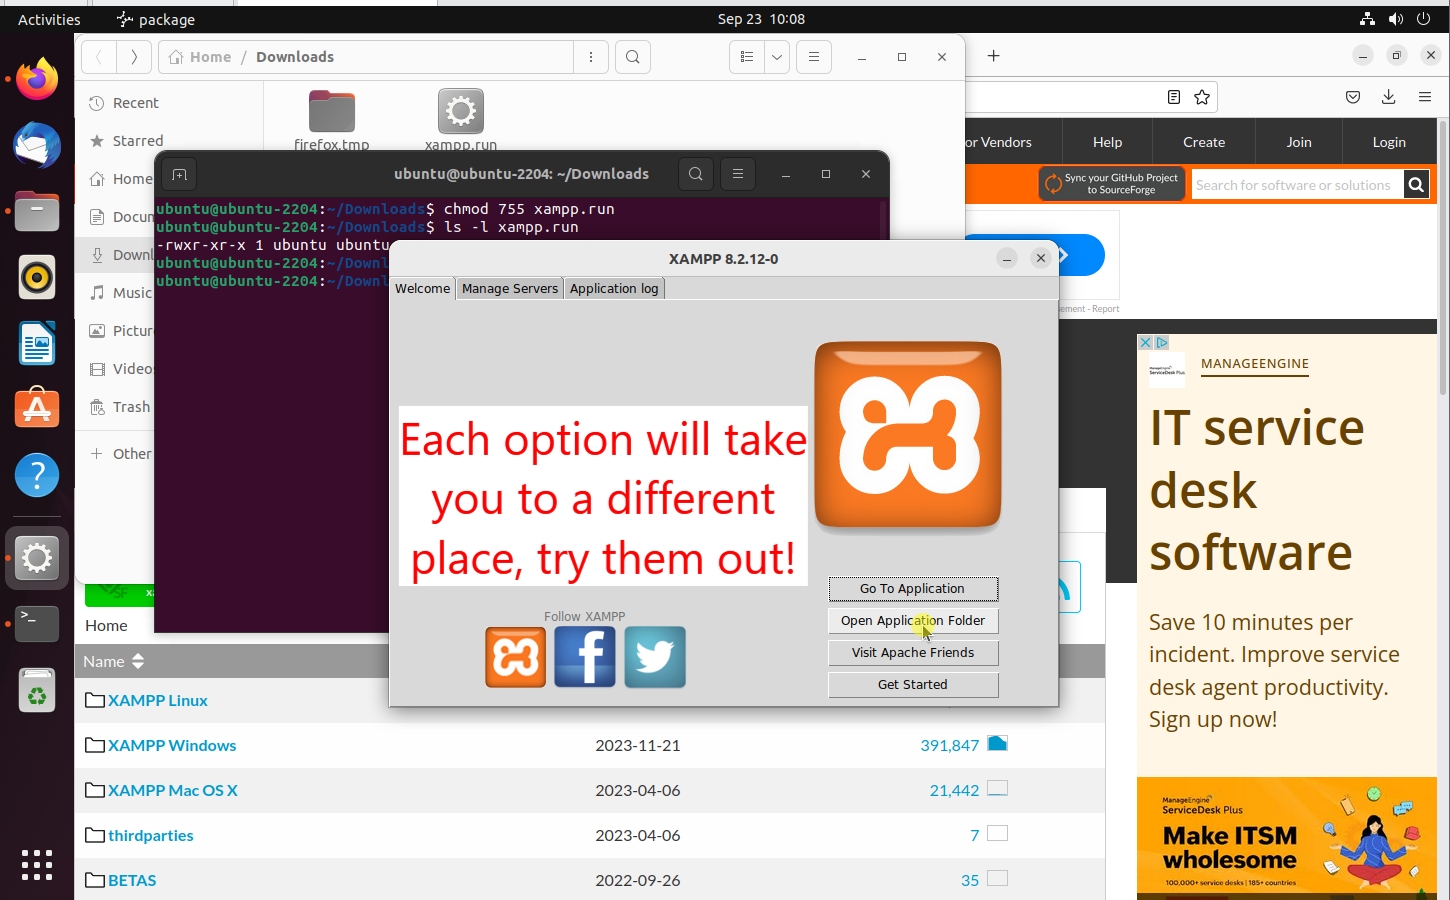 Activities
package
Sep 23 10:08
Home / Downloads
Recent
Starred
Home
Docum
Downl
Music
Pictur
Videos
Trash
Other
firefox.tmp
xampp.run
ubuntu@ubuntu-2204: ~/Downloads
ubuntu@ubuntu-2204:~/Downloads$ chmod 755 xampp.run
ubuntu@ubuntu-2204:~/Downloads$ ls -l xampp.run
-rwxr-xr-x 1 ubuntu ubuntu
ubuntu@ubuntu-2204:~/Downl
ubuntu@ubuntu-2204:~/Downl
XAMPP 8.2.12-0
Welcome
Manage Servers
Application log
Each option will take
you to a different
place, try them out!
Follow XAMPP
Go To Application
Open Application Folder
Visit Apache Friends
Get Started
or Vendors
Help
Create
Join
Login
Sync your GitHub Project
to SourceForge
Search for software or solutions
ement - Report
Home
Name
XAMPP Linux
XAMPP Windows 2023-11-21 391,847
XAMPP Mac OS X 2023-04-06 21,442
thirdparties 2023-04-06 7
BETAS 2022-09-26 35
MANAGEENGINE
IT service
desk
software
Save 10 minutes per
incident. Improve service
desk agent productivity.
Sign up now!
ManageEngine
ServiceDesk Plus
Make ITSM
wholesome
100,000+ service desks | 185+ countries